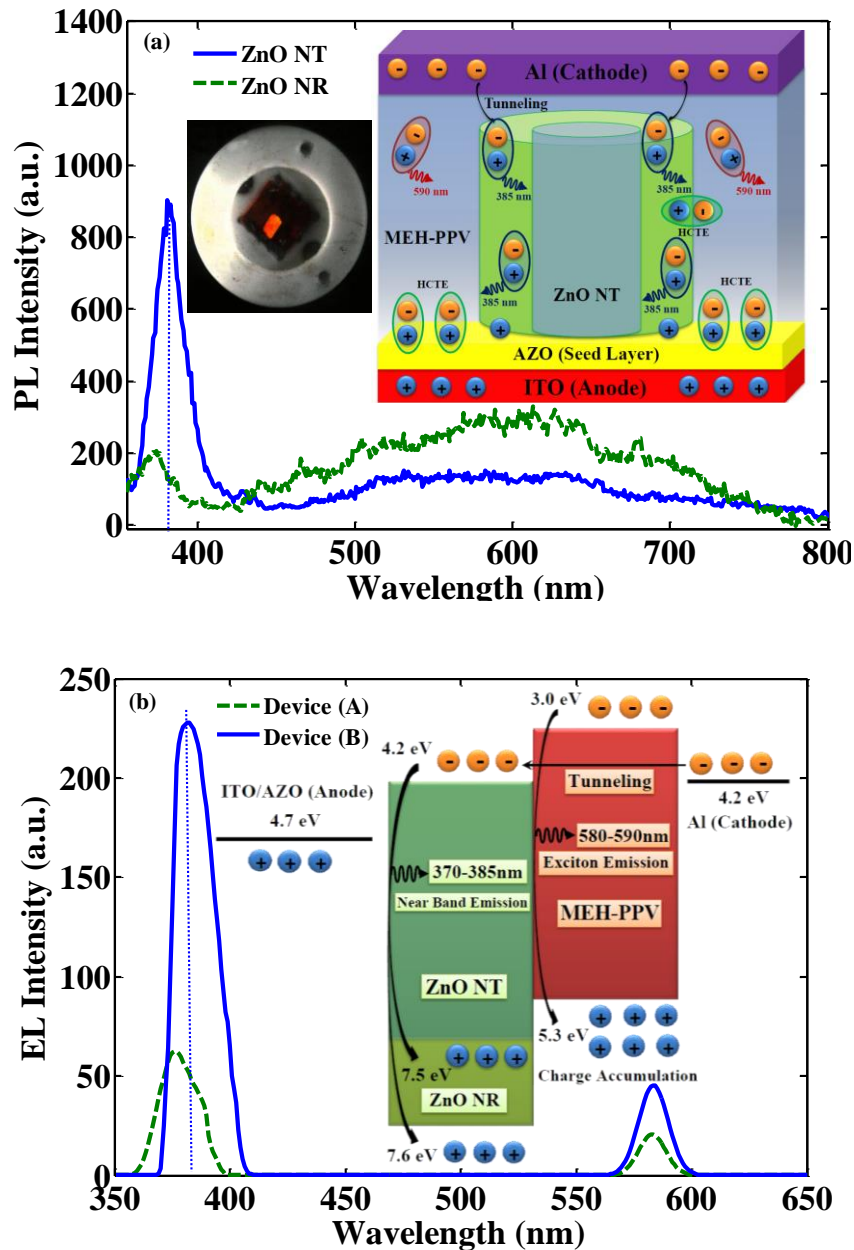 1400
(a)
ZnO NT
ZnO NR
1200
1000
800
600
400
200
0
PL Intensity (a.u.)
400
500
600
700
800
Wavelength (nm)
Al (Cathode)
Tunneling
590 nm
385 nm
385 nm
590 nm
HCTE
MEH-PPV
ZnO NT
385 nm
385 nm
HCTE
HCTE
AZO (Seed Layer)
ITO (Anode)
250
(b)
Device (A)
Device (B)
200
150
100
50
0
EL Intensity (a.u.)
350
400
450
500
550
600
650
Wavelength (nm)
3.0 eV
4.2 eV
ITO/AZO (Anode)
4.7 eV
Tunneling
4.2 eV
Al (Cathode)
580-590nm
Exciton Emission
370-385nm
Near Band Emission
MEH-PPV
ZnO NT
5.3 eV
7.5 eV
Charge Accumulation
ZnO NR
7.6 eV